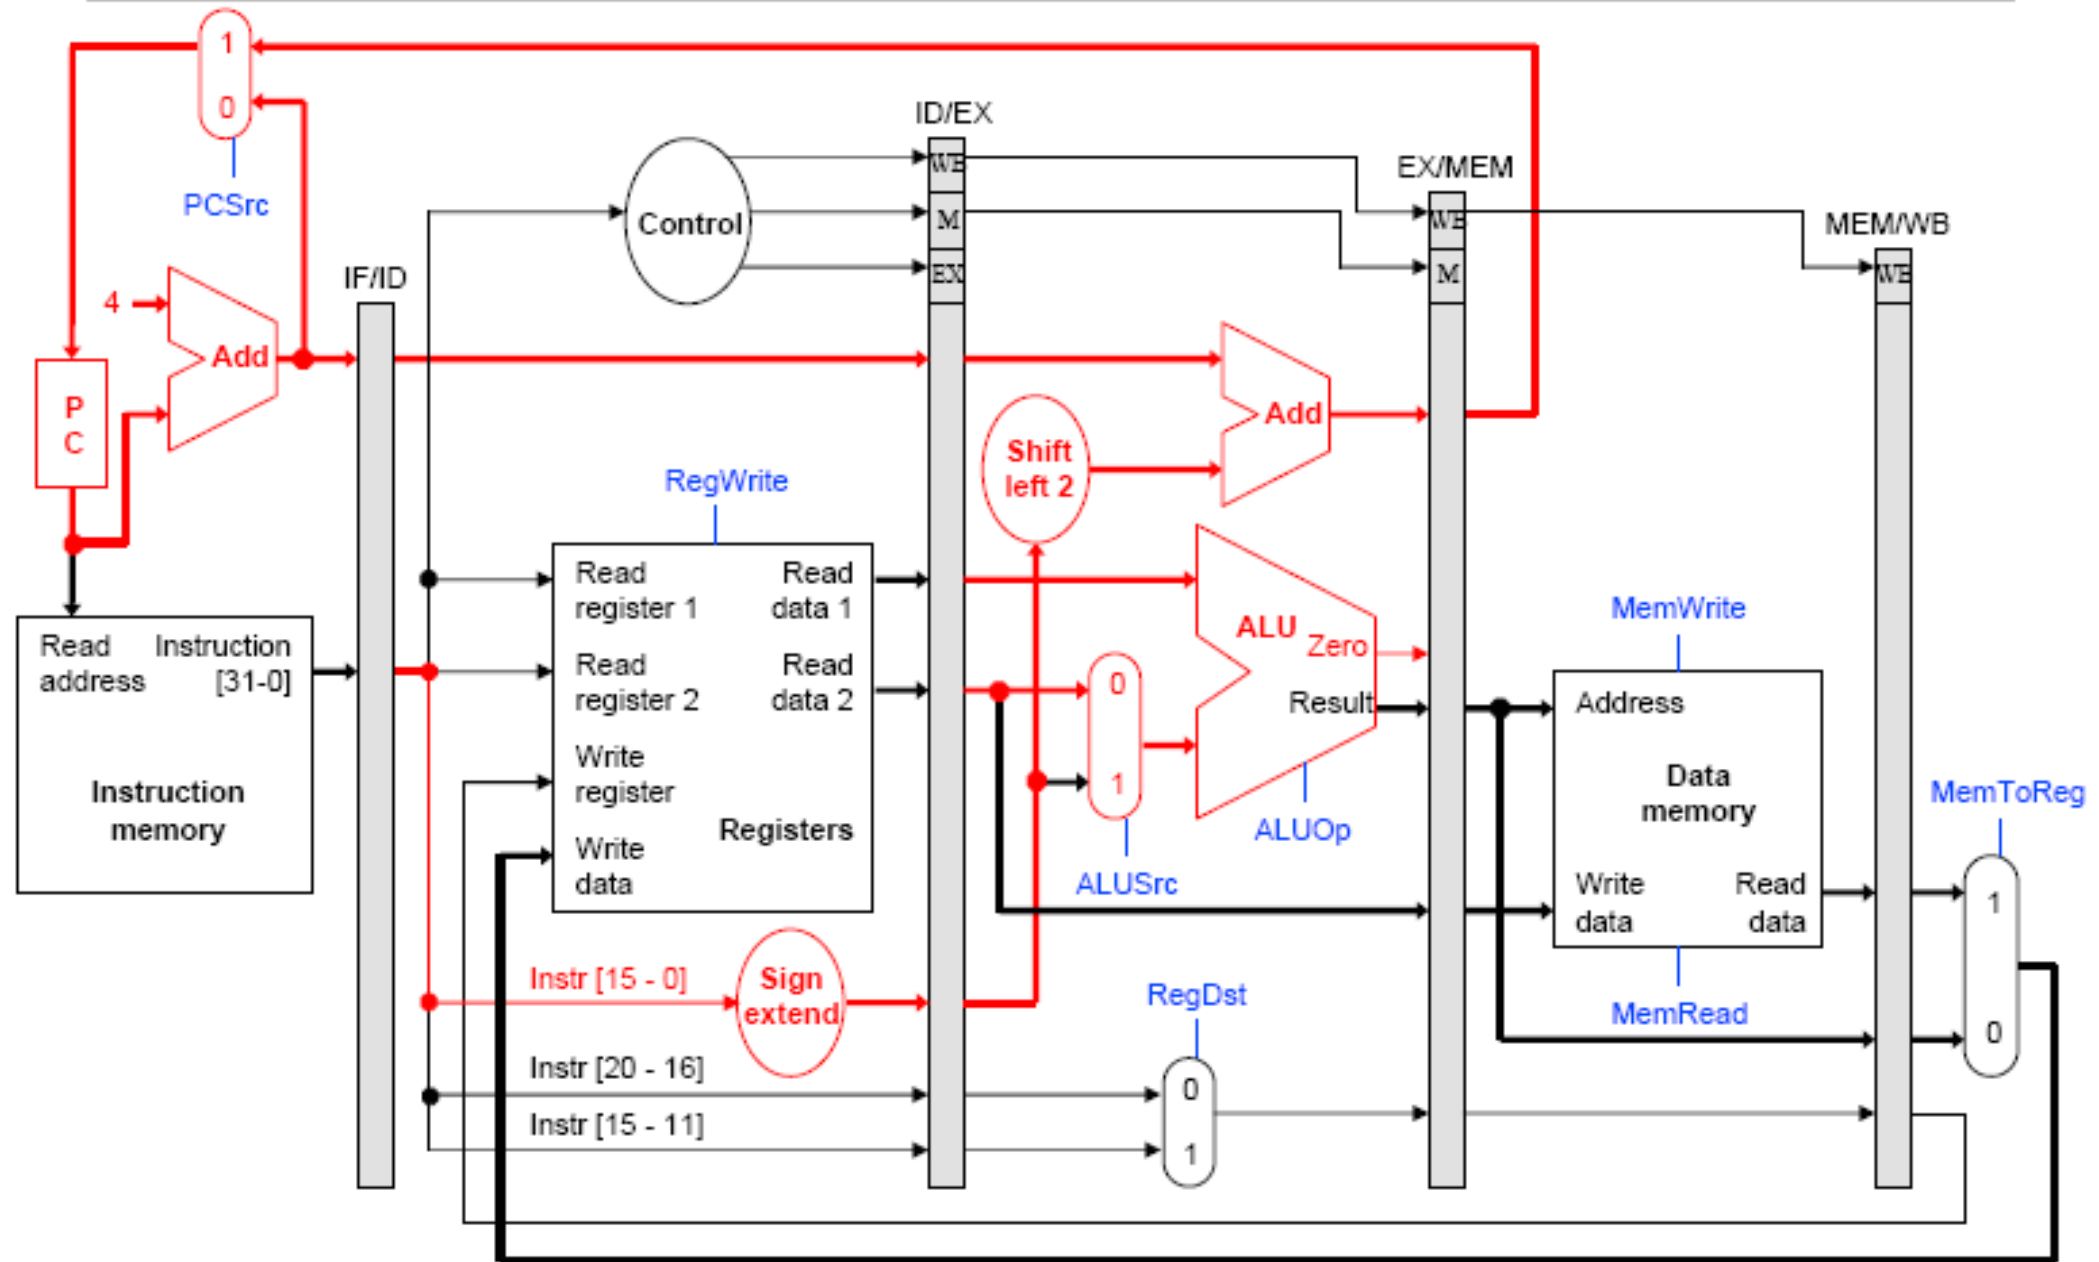 1
0
PCSrc
ID/EX
WB
M
EX
Control
EX/MEM
WB
M
MEM/WB
WB
IF/ID
4
Add
P
C
Add
Shift
left 2
RegWrite
Read
register 1
Read
data 1
Read
register 2
Read
data 2
Write
register
Write
data
Registers
Read
address
Instruction
[31-0]
Instruction
memory
ALU
Zero
Result
0
1
ALUSrc
ALUOp
MemWrite
Address
Data
memory
Write
data
Read
data
MemRead
MemToReg
1
0
Instr [15 - 0]
Sign
extend
RegDst
Instr [20 - 16]
0
Instr [15 - 11]
1